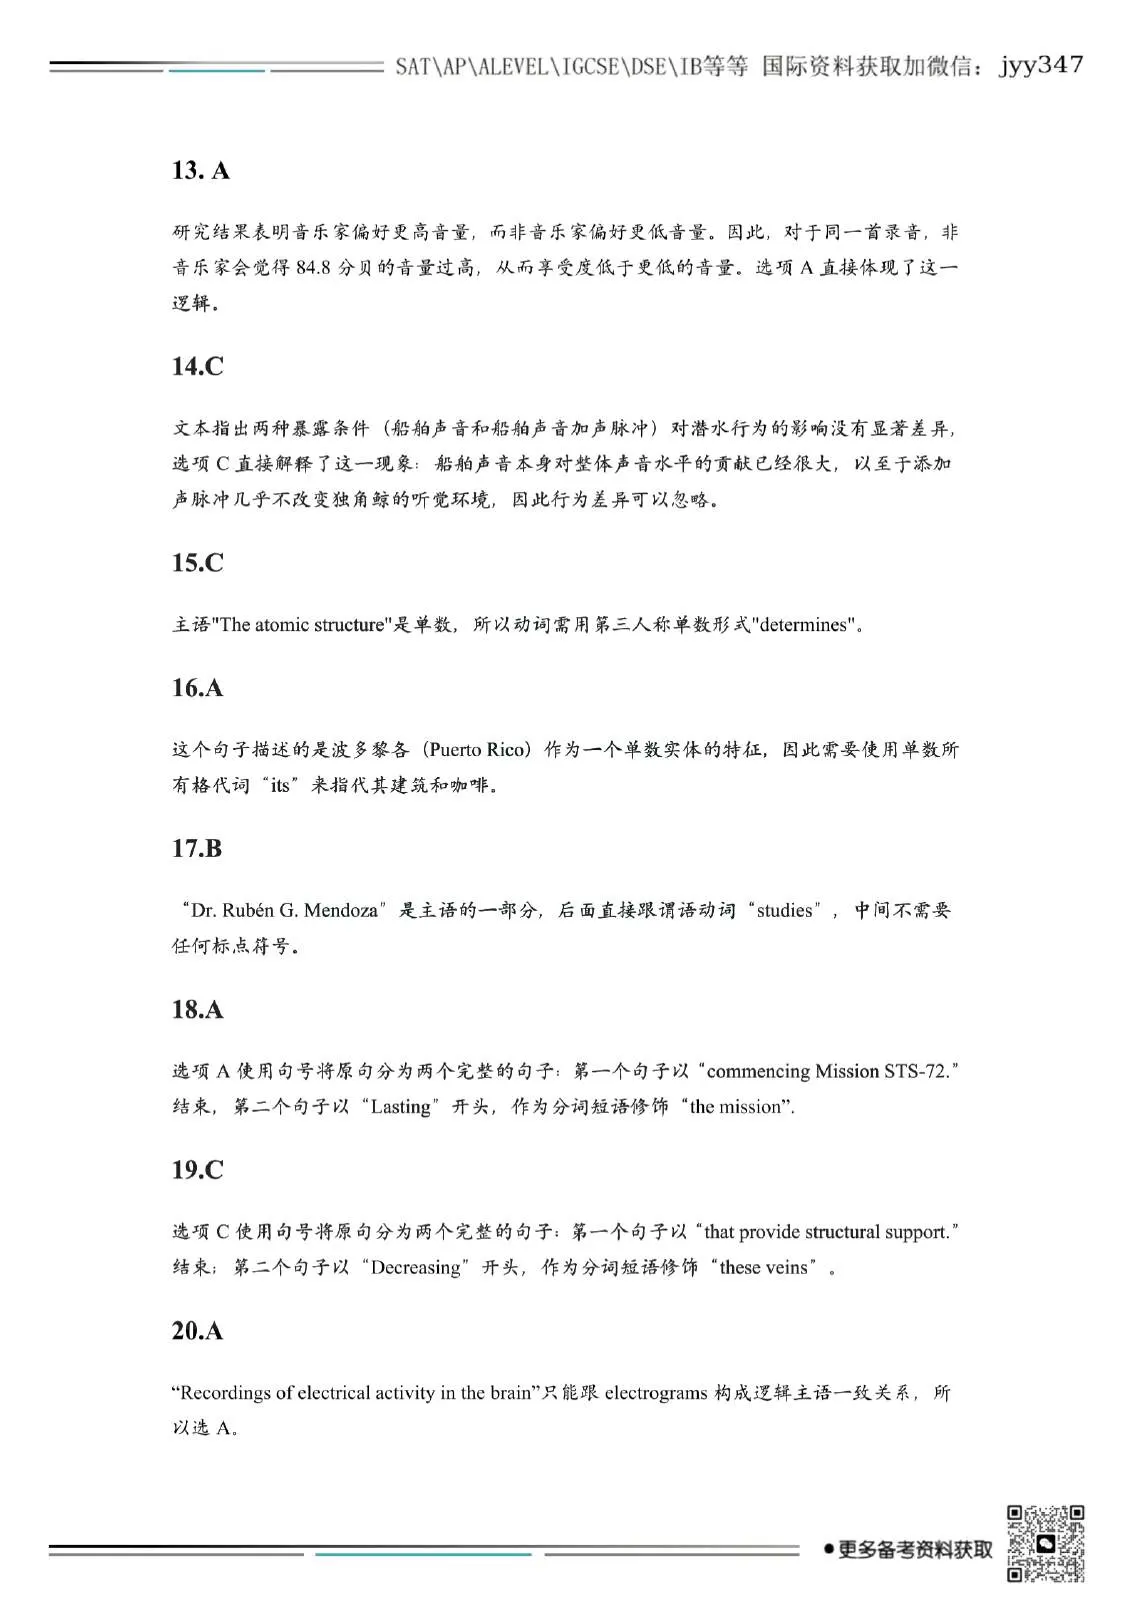 SAT\AP\ALEVEL\IGCSE\DSE\IB等等 国际资料获取加微信：jyy347
13. A
研究结果表明音乐家偏好更高音量，而非音乐家偏好更低音量。因此，对于同一首录音，非
音乐家会觉得 84.8 分贝的音量过高，从而享受度低于更低的音量。选项 A 直接体现了这一
逻辑。
14.C
文本指出两种暴露条件（船舶声音和船舶声音加声脉冲）对潜水行为的影响没有显著差异，
选项 C 直接解释了这一现象：船舶声音本身对整体声音水平的贡献已经很大，以至于添加
声脉冲几乎不改变独角鲸的听觉环境，因此行为差异可以忽略。
15.C
主语"The atomic structure"是单数，所以动词需用第三人称单数形式"determines"。
16.A
这个句子描述的是波多黎各（Puerto Rico）作为一个单数实体的特征，因此需要使用单数所
有格代词“its”来指代其建筑和咖啡。
17.B
“Dr. Rubén G. Mendoza”是主语的一部分，后面直接跟谓语动词“studies”，中间不需要
任何标点符号。
18.A
选项 A 使用句号将原句分为两个完整的句子：第一个句子以“commencing Mission STS-72.”
结束，第二个句子以“Lasting”开头，作为分词短语修饰“the mission”.
19.C
选项 C 使用句号将原句分为两个完整的句子：第一个句子以“that provide structural support.”
结束；第二个句子以“Decreasing”开头，作为分词短语修饰“these veins”。
20.A
“Recordings of electrical activity in the brain”只能跟 electrograms 构成逻辑主语一致关系，所
以选 A。
●更多备考资料获取